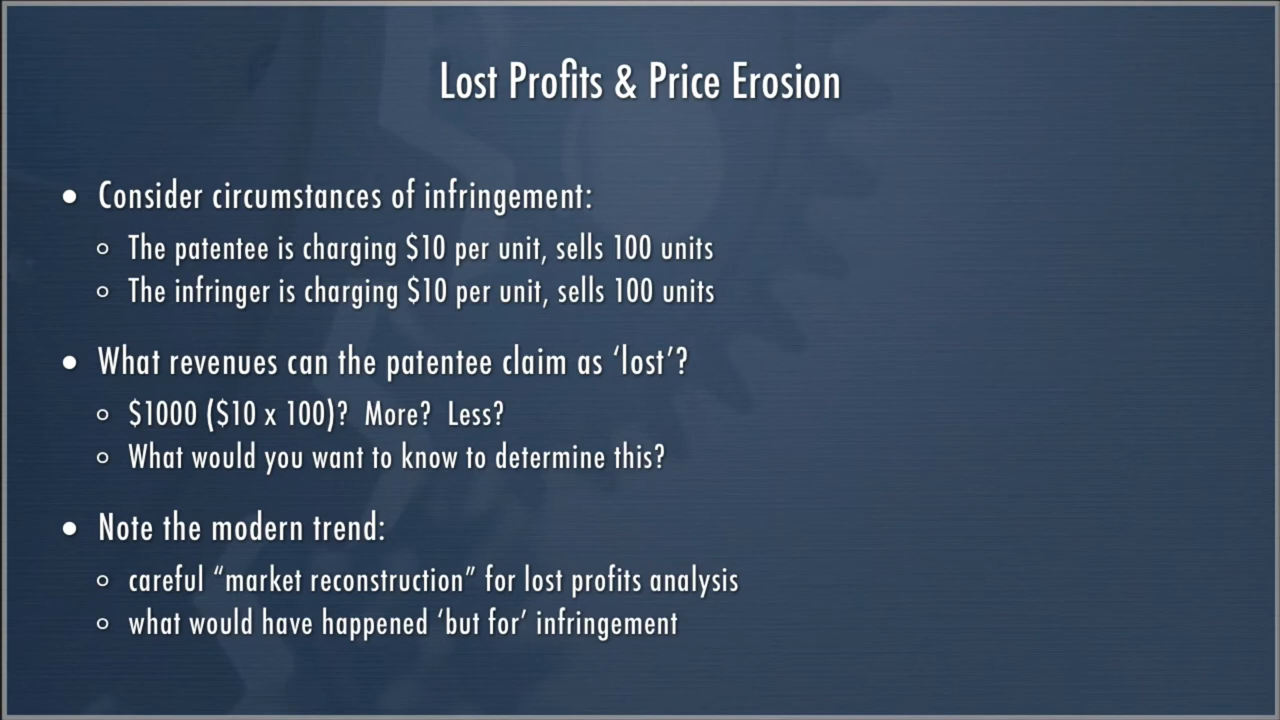 Lost Profits & Price Erosion
• Consider circumstances of infringement:
◦ The patentee is charging $10 per unit, sells 100 units
◦ The infringer is charging $10 per unit, sells 100 units
• What revenues can the patentee claim as ‘lost’?
◦ $1000 ($10 x 100)? More? Less?
◦ What would you want to know to determine this?
• Note the modern trend:
◦ careful “market reconstruction” for lost profits analysis
◦ what would have happened ‘but for’ infringement